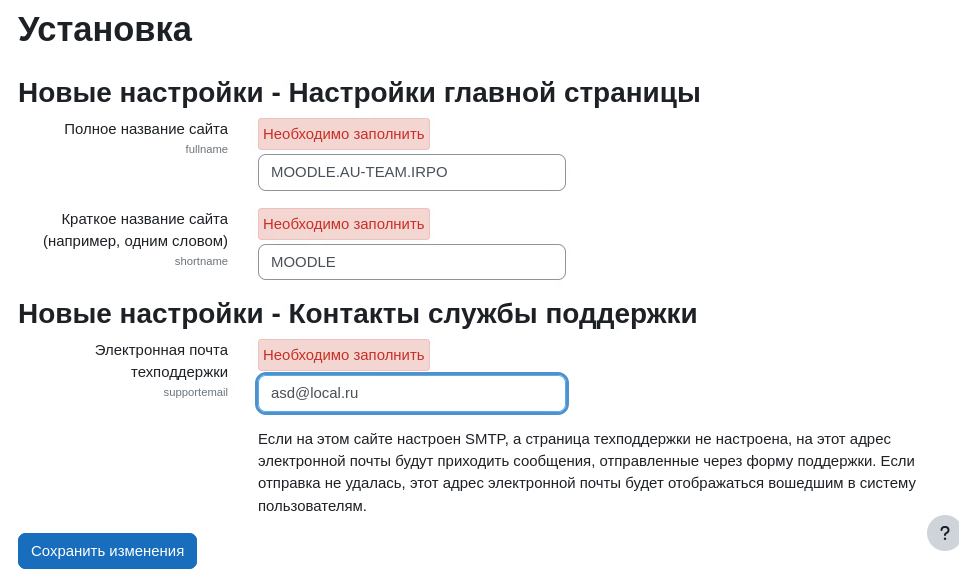 Установка
Новые настройки - Настройки главной страницы
Полное название сайта
fullname
Необходимо заполнить
MOODLE.AU-TEAM.IRPO
Краткое название сайта
(например, одним словом)
shortname
Необходимо заполнить
MOODLE
Новые настройки - Контакты службы поддержки
Электронная почта
техподдержки
supportemail
Необходимо заполнить
asd@local.ru
Если на этом сайте настроен SMTP, а страница техподдержки не настроена, на этот адрес
электронной почты будут приходить сообщения, отправленные через форму поддержки. Если
отправка не удалась, этот адрес электронной почты будет отображаться вошедшим в систему
пользователям.
?
Сохранить изменения